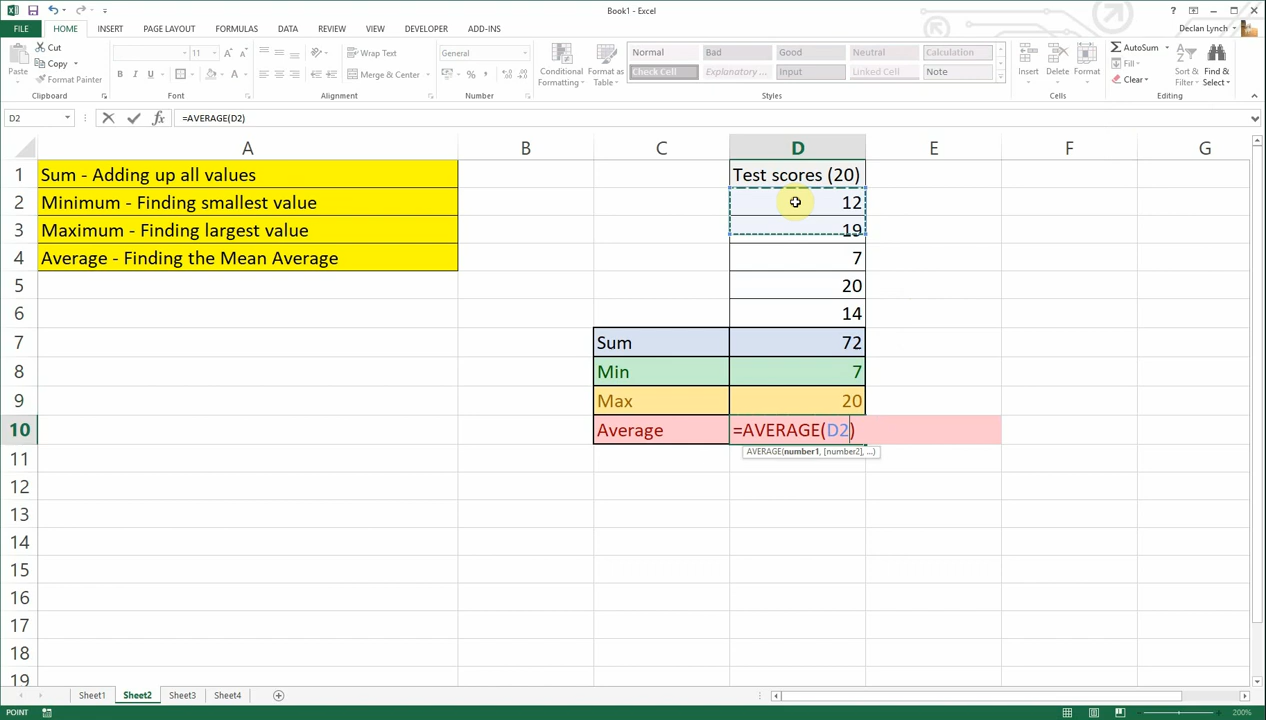 Book1 - Excel
Declan Lynch
FILE HOME INSERT PAGE LAYOUT FORMULAS DATA REVIEW VIEW DEVELOPER ADD-INS
Paste
Cut
Copy
Format Painter
Clipboard
11
B I U
Font
Wrap Text
Merge & Center
Alignment
General
Number
Conditional Formatting
Format as Table
Normal Bad Good Neutral Calculation
Check Cell Explanatory ... Input Linked Cell Note
Styles
Insert Delete Format
Cells
AutoSum
Fill
Clear
Sort & Filter
Find & Select
Editing
D2
=AVERAGE(D2)
A B C D E F G
1 Sum - Adding up all values Test scores (20)
2 Minimum - Finding smallest value 12
3 Maximum - Finding largest value 19
4 Average - Finding the Mean Average 7
5 20
6 14
7 Sum 72
8 Min 7
9 Max 20
10 Average =AVERAGE(D2)
AVERAGE(number1, [number2], ...)
11
12
13
14
15
16
17
18
19
Sheet1 Sheet2 Sheet3 Sheet4
POINT
200%